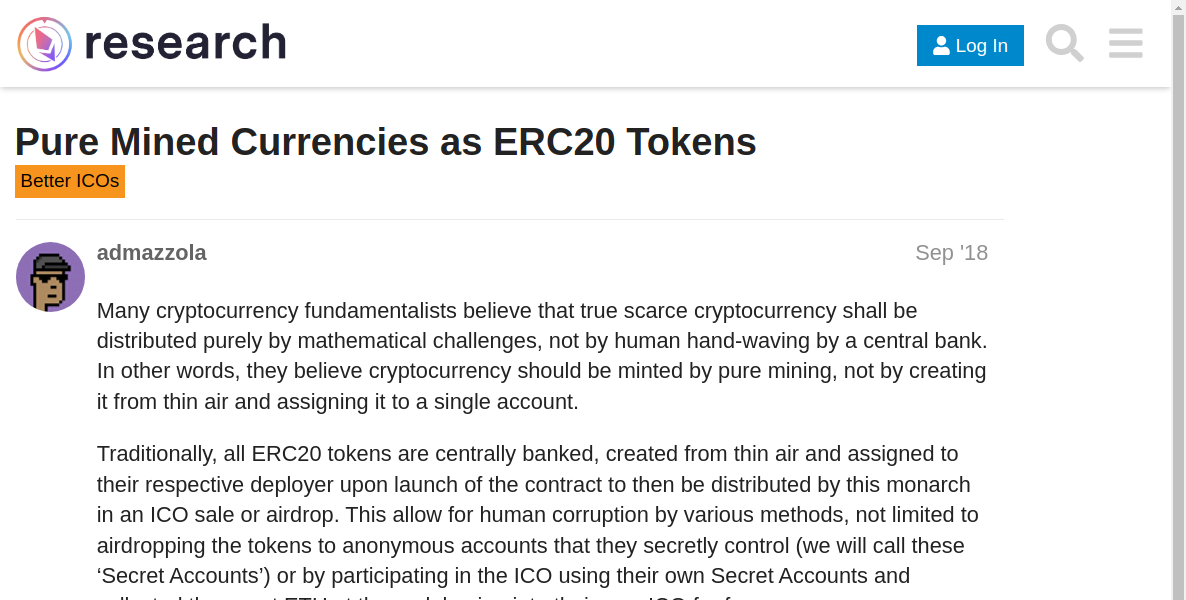 research
Log In
Pure Mined Currencies as ERC20 Tokens
Better ICOs
admazzola
Sep '18
Many cryptocurrency fundamentalists believe that true scarce cryptocurrency shall be
distributed purely by mathematical challenges, not by human hand-waving by a central bank.
In other words, they believe cryptocurrency should be minted by pure mining, not by creating
it from thin air and assigning it to a single account.
Traditionally, all ERC20 tokens are centrally banked, created from thin air and assigned to
their respective deployer upon launch of the contract to then be distributed by this monarch
in an ICO sale or airdrop. This allow for human corruption by various methods, not limited to
airdropping the tokens to anonymous accounts that they secretly control (we will call these
‘Secret Accounts’) or by participating in the ICO using their own Secret Accounts and